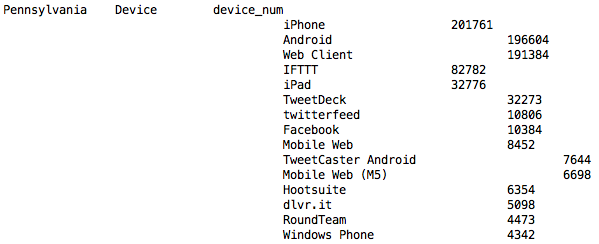 Pennsylvania Device device_num
iPhone 201761
Android 196604
Web Client 191384
IFTTT 82782
iPad 32776
TweetDeck 32273
twitterfeed 10806
Facebook 10384
Mobile Web 8452
TweetCaster Android 7644
Mobile Web (M5) 6698
Hootsuite 6354
dlvr.it 5098
RoundTeam 4473
Windows Phone 4342